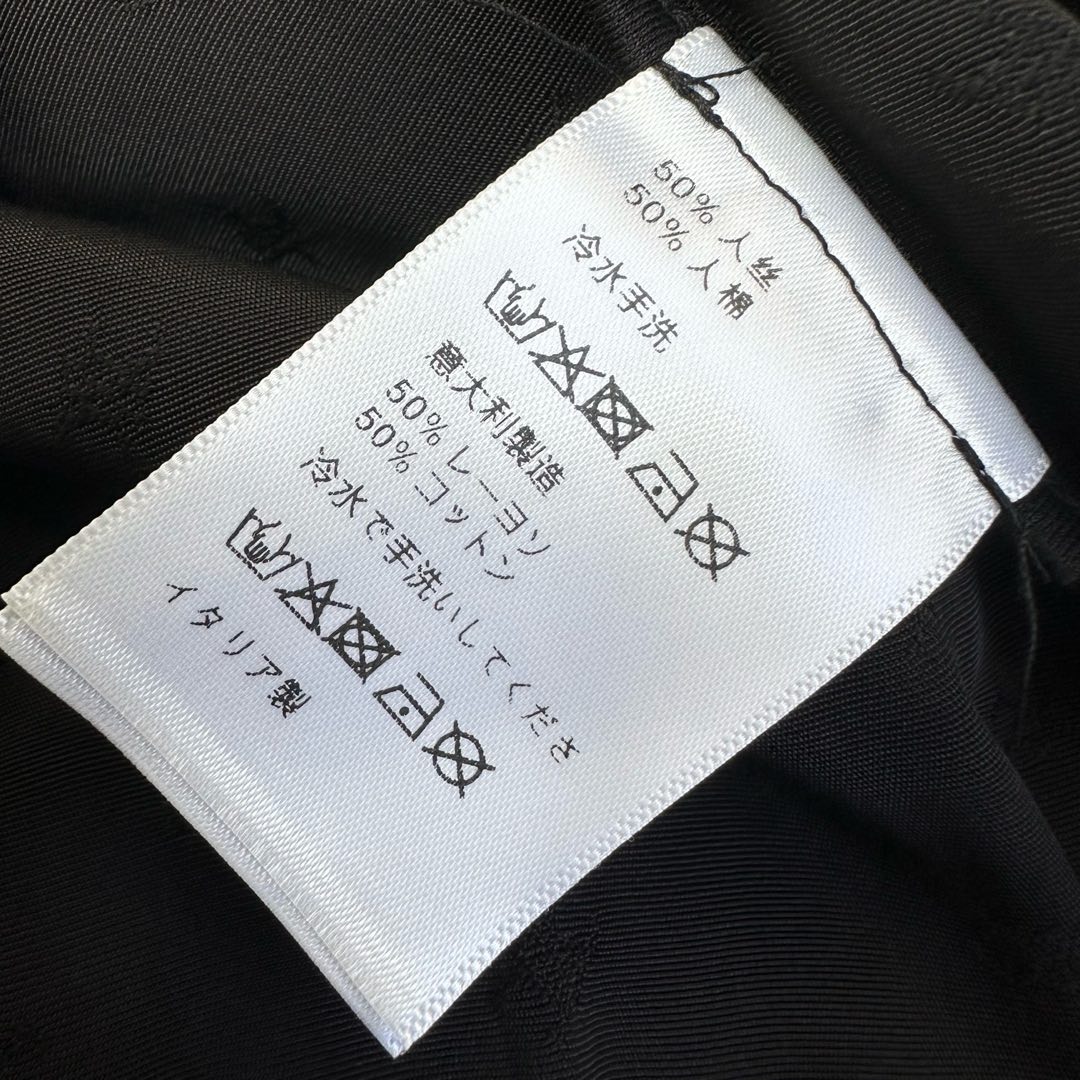 50% 人丝
50% 人棉
冷水手洗
意大利製造
50% レーヨン
50% コットン
冷水で手洗いしてくださ
イタリア製